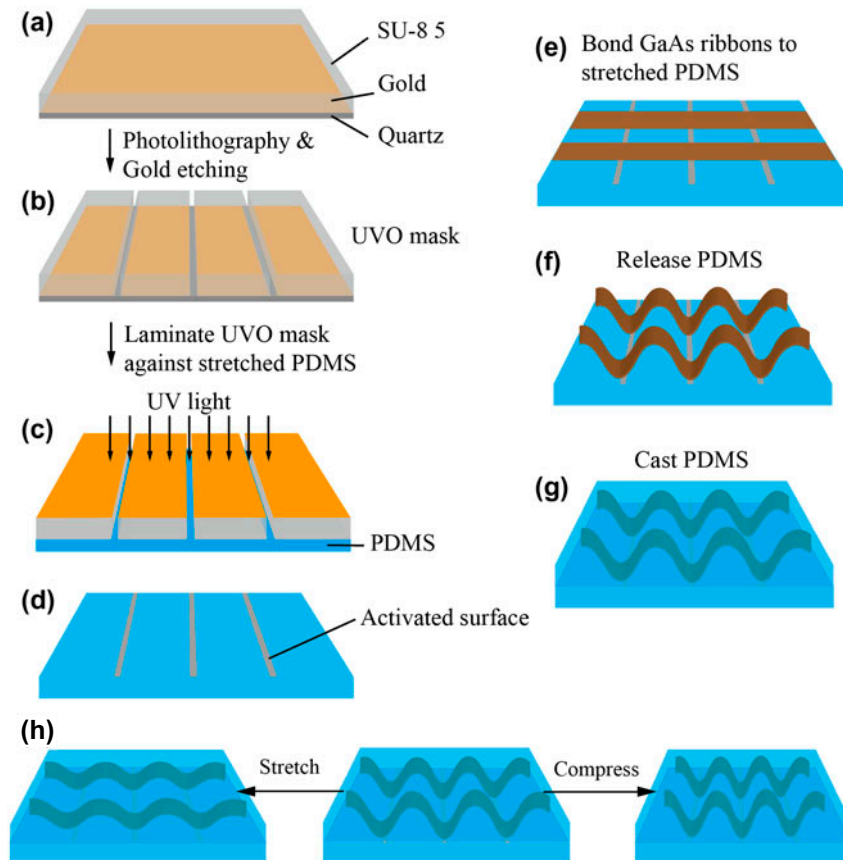 (a)
SU-8 5
Gold
Quartz
Photolithography &
Gold etching
(b)
UVO mask
Laminate UVO mask
against stretched PDMS
UV light
(c)
PDMS
(d)
Activated surface
(e)
Bond GaAs ribbons to
stretched PDMS
(f)
Release PDMS
Cast PDMS
(g)
(h)
Stretch
Compress